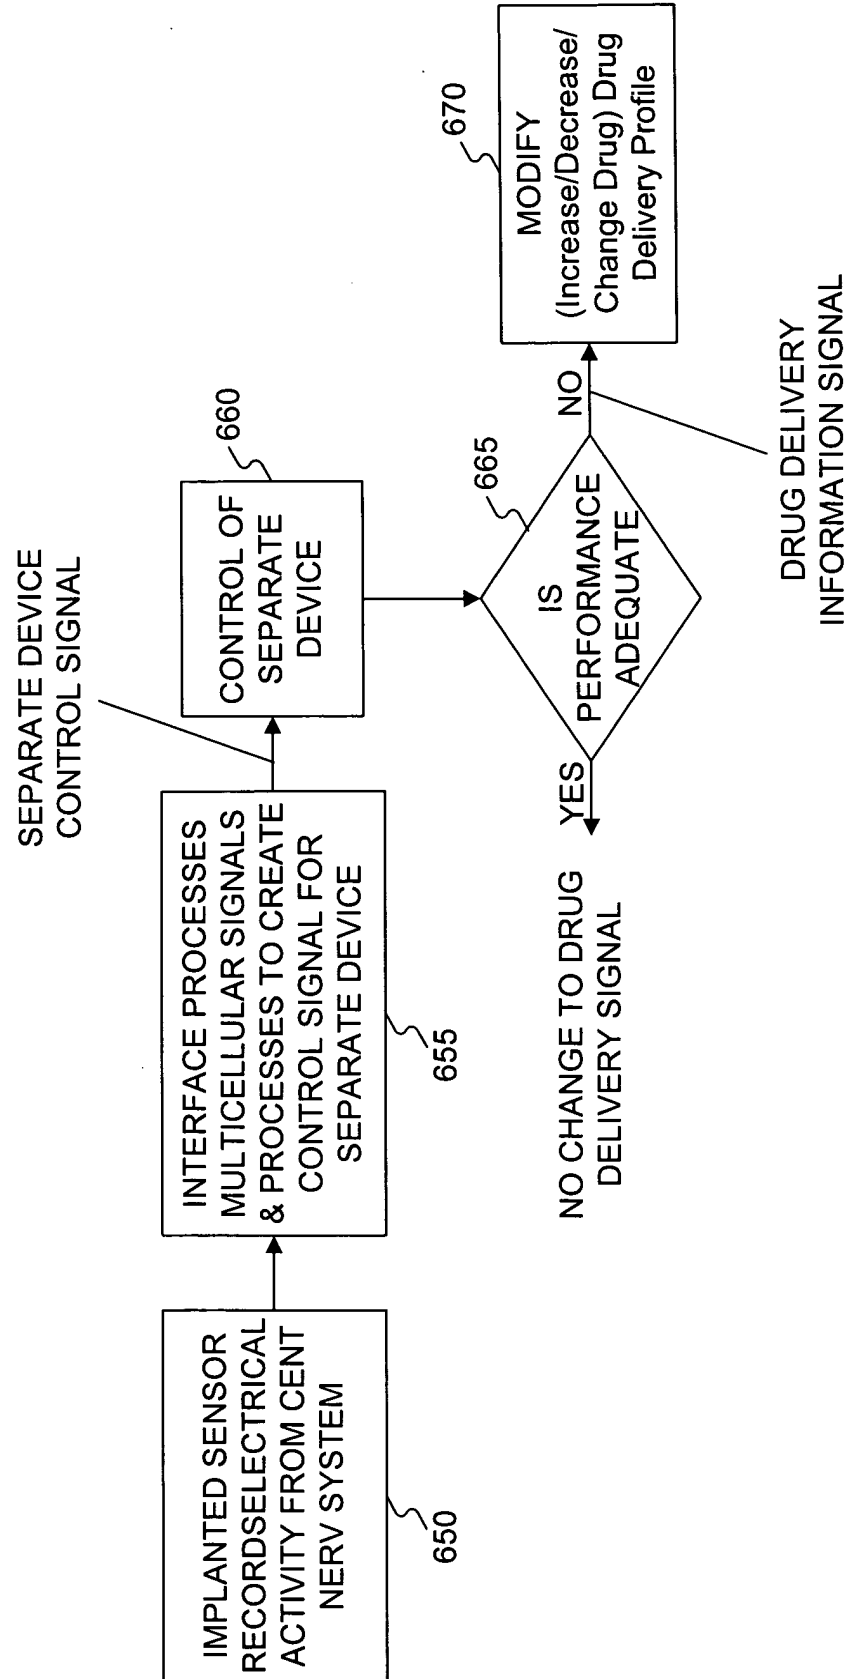 IMPLANTED SENSOR
RECORDSELECTRICAL
ACTIVITY FROM CENT
NERV SYSTEM
650
INTERFACE PROCESSES
MULTICELLULAR SIGNALS
& PROCESSES TO CREATE
CONTROL SIGNAL FOR
SEPARATE DEVICE
655
SEPARATE DEVICE
CONTROL SIGNAL
CONTROL OF
SEPARATE
DEVICE
660
IS
PERFORMANCE
ADEQUATE
665
YES
NO CHANGE TO DRUG
DELIVERY SIGNAL
NO
DRUG DELIVERY
INFORMATION SIGNAL
MODIFY
(Increase/Decrease/
Change Drug) Drug
Delivery Profile
670